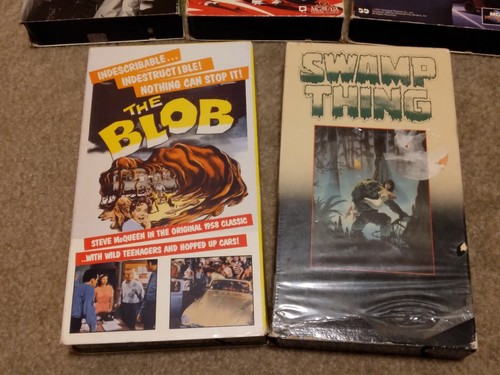 INDESCRIBABLE...
INDESTRUCTIBLE!
NOTHING CAN STOP IT!
THE
BLOB
STEVE McQUEEN IN THE ORIGINAL 1958 CLASSIC
...WITH WILD TEENAGERS AND HOPPED UP CARS!
SWAMP
THING